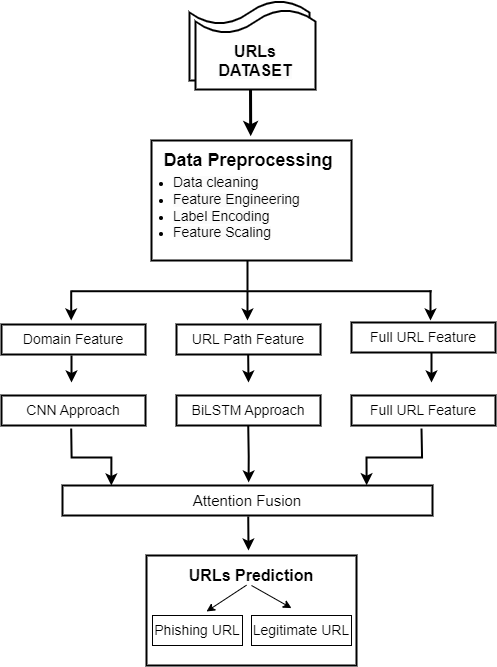 URLs
DATASET
Data Preprocessing
• Data cleaning
• Feature Engineering
• Label Encoding
• Feature Scaling
Domain Feature
URL Path Feature
Full URL Feature
CNN Approach
BiLSTM Approach
Full URL Feature
Attention Fusion
URLs Prediction
Phishing URL
Legitimate URL